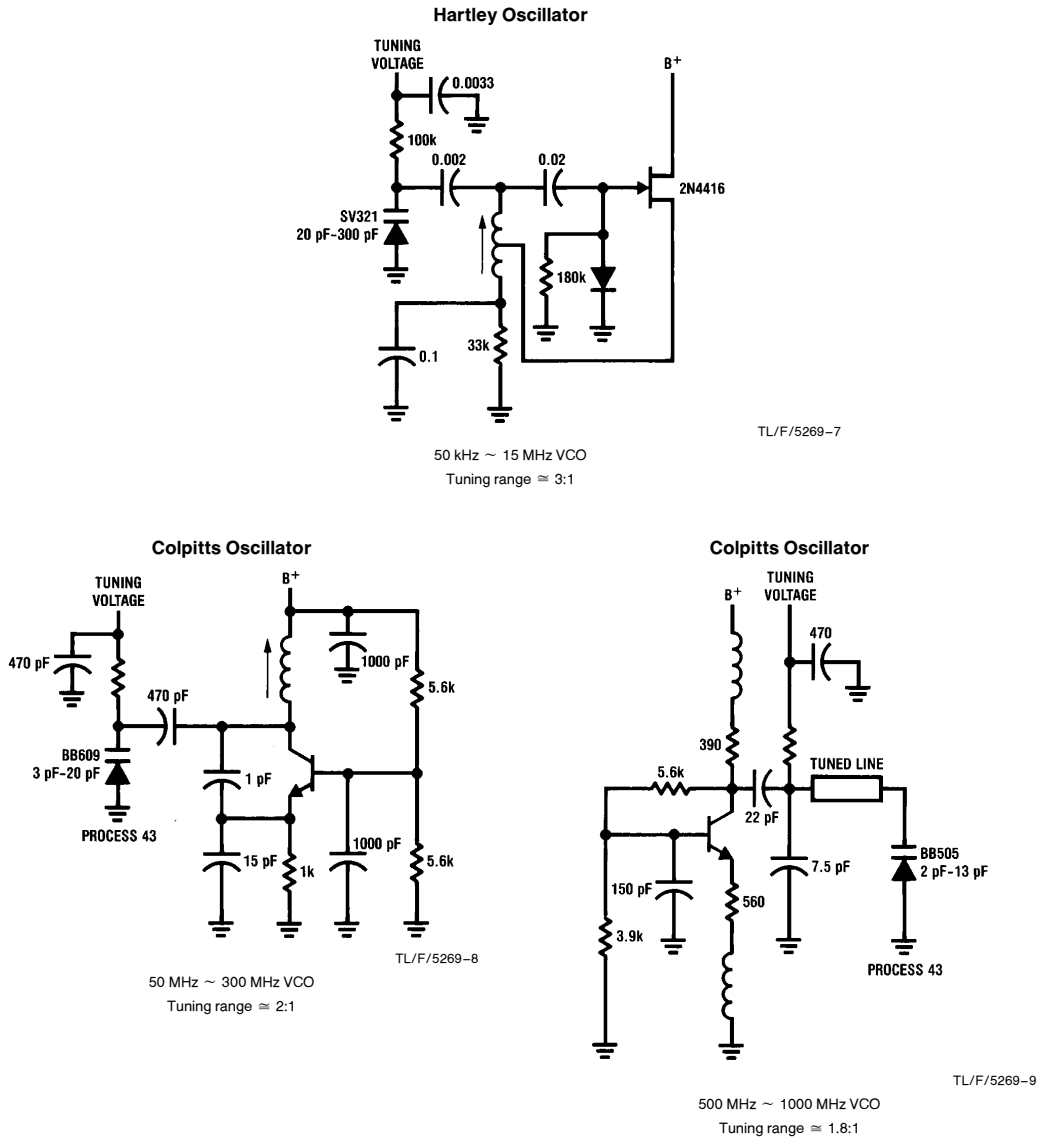 Hartley Oscillator
TUNING
VOLTAGE
B+
0.0033
100k
0.002
0.02
2N4416
SV321
20 pF-300 pF
180k
33k
0.1
TL/F/5269-7
50 kHz ~ 15 MHz VCO
Tuning range ≅ 3:1
Colpitts Oscillator
TUNING
VOLTAGE
B+
470 pF
1000 pF
5.6k
470 pF
BB609
3 pF-20 pF
1 pF
PROCESS 43
15 pF
1k
1000 pF
5.6k
TL/F/5269-8
50 MHz ~ 300 MHz VCO
Tuning range ≅ 2:1
Colpitts Oscillator
B+
TUNING
VOLTAGE
470
390
5.6k
TUNED LINE
22 pF
150 pF
7.5 pF
BB505
2 pF-13 pF
560
3.9k
PROCESS 43
TL/F/5269-9
500 MHz ~ 1000 MHz VCO
Tuning range ≅ 1.8:1